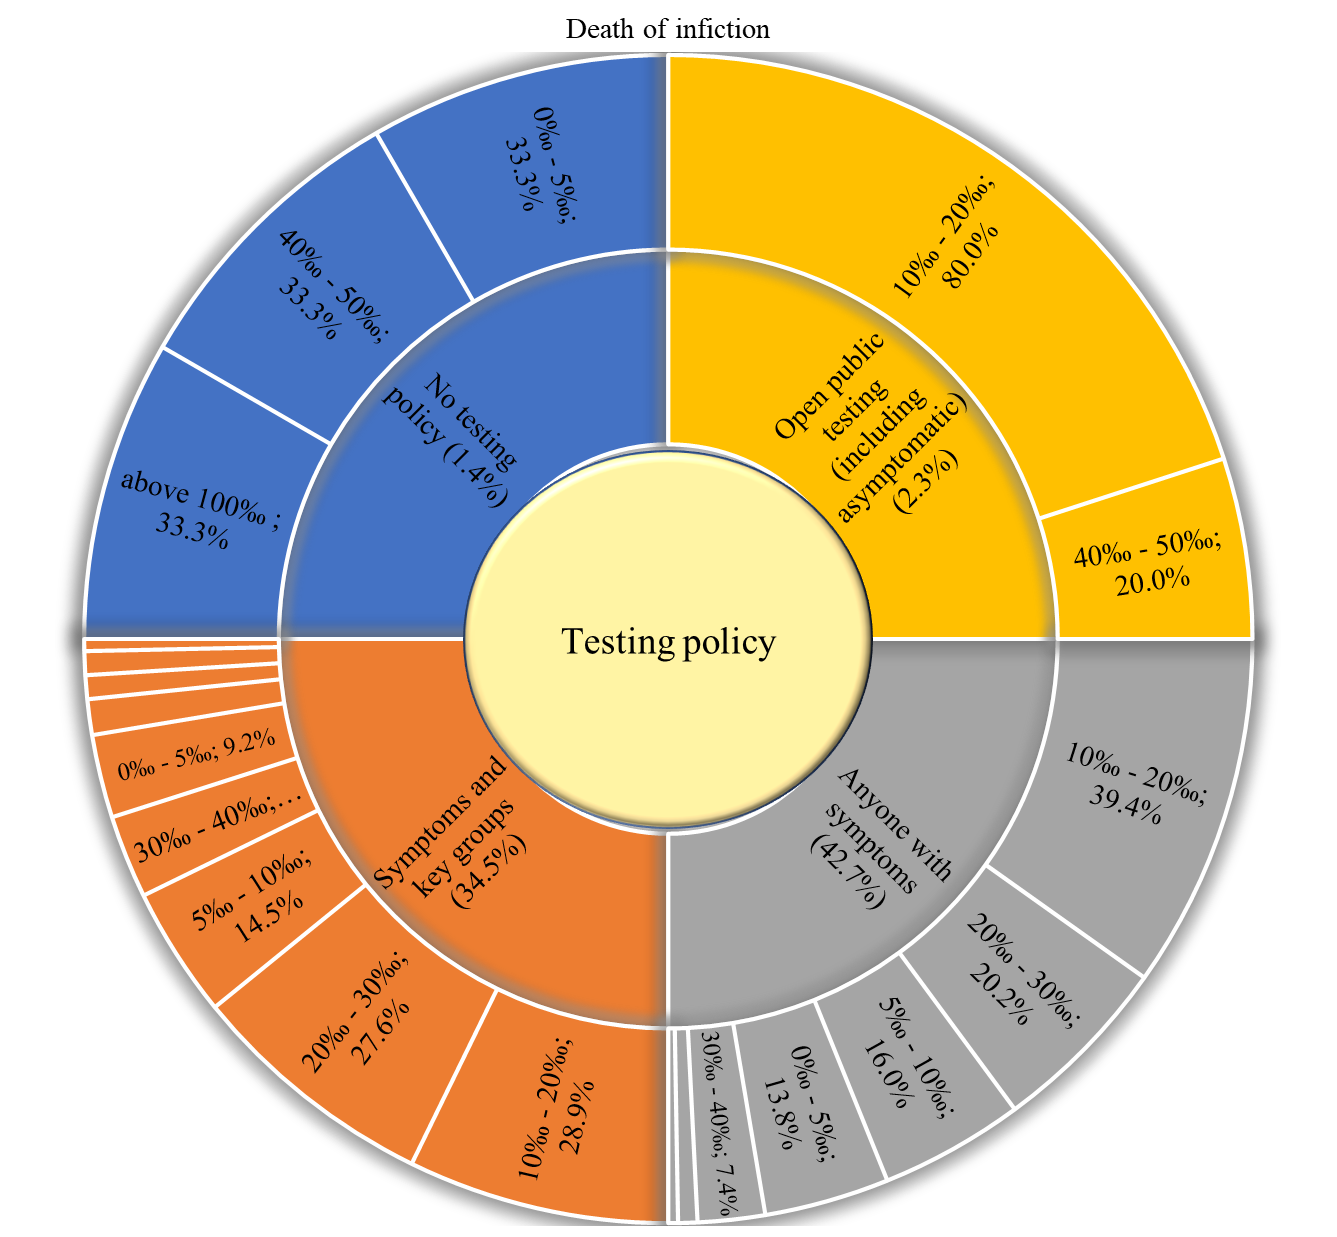 Death of infiction
0‰ - 5‰;
33.3%
40‰ - 50‰;
33.3%
above 100‰ ;
33.3%
No testing
policy (1.4%)
10‰ - 20‰;
80.0%
40‰ - 50‰;
20.0%
Open public
testing
(including
asymptomatic)
(2.3%)
Testing policy
10‰ - 20‰;
39.4%
20‰ - 30‰;
20.2%
5‰ - 10‰;
16.0%
0‰ - 5‰;
13.8%
30‰ - 40‰; 7.4%
Anyone with
symptoms
(42.7%)
Symptoms and
key groups
(34.5%)
0‰ - 5‰; 9.2%
30‰ - 40‰;…
5‰ - 10‰;
14.5%
20‰ - 30‰;
27.6%
10‰ - 20‰;
28.9%